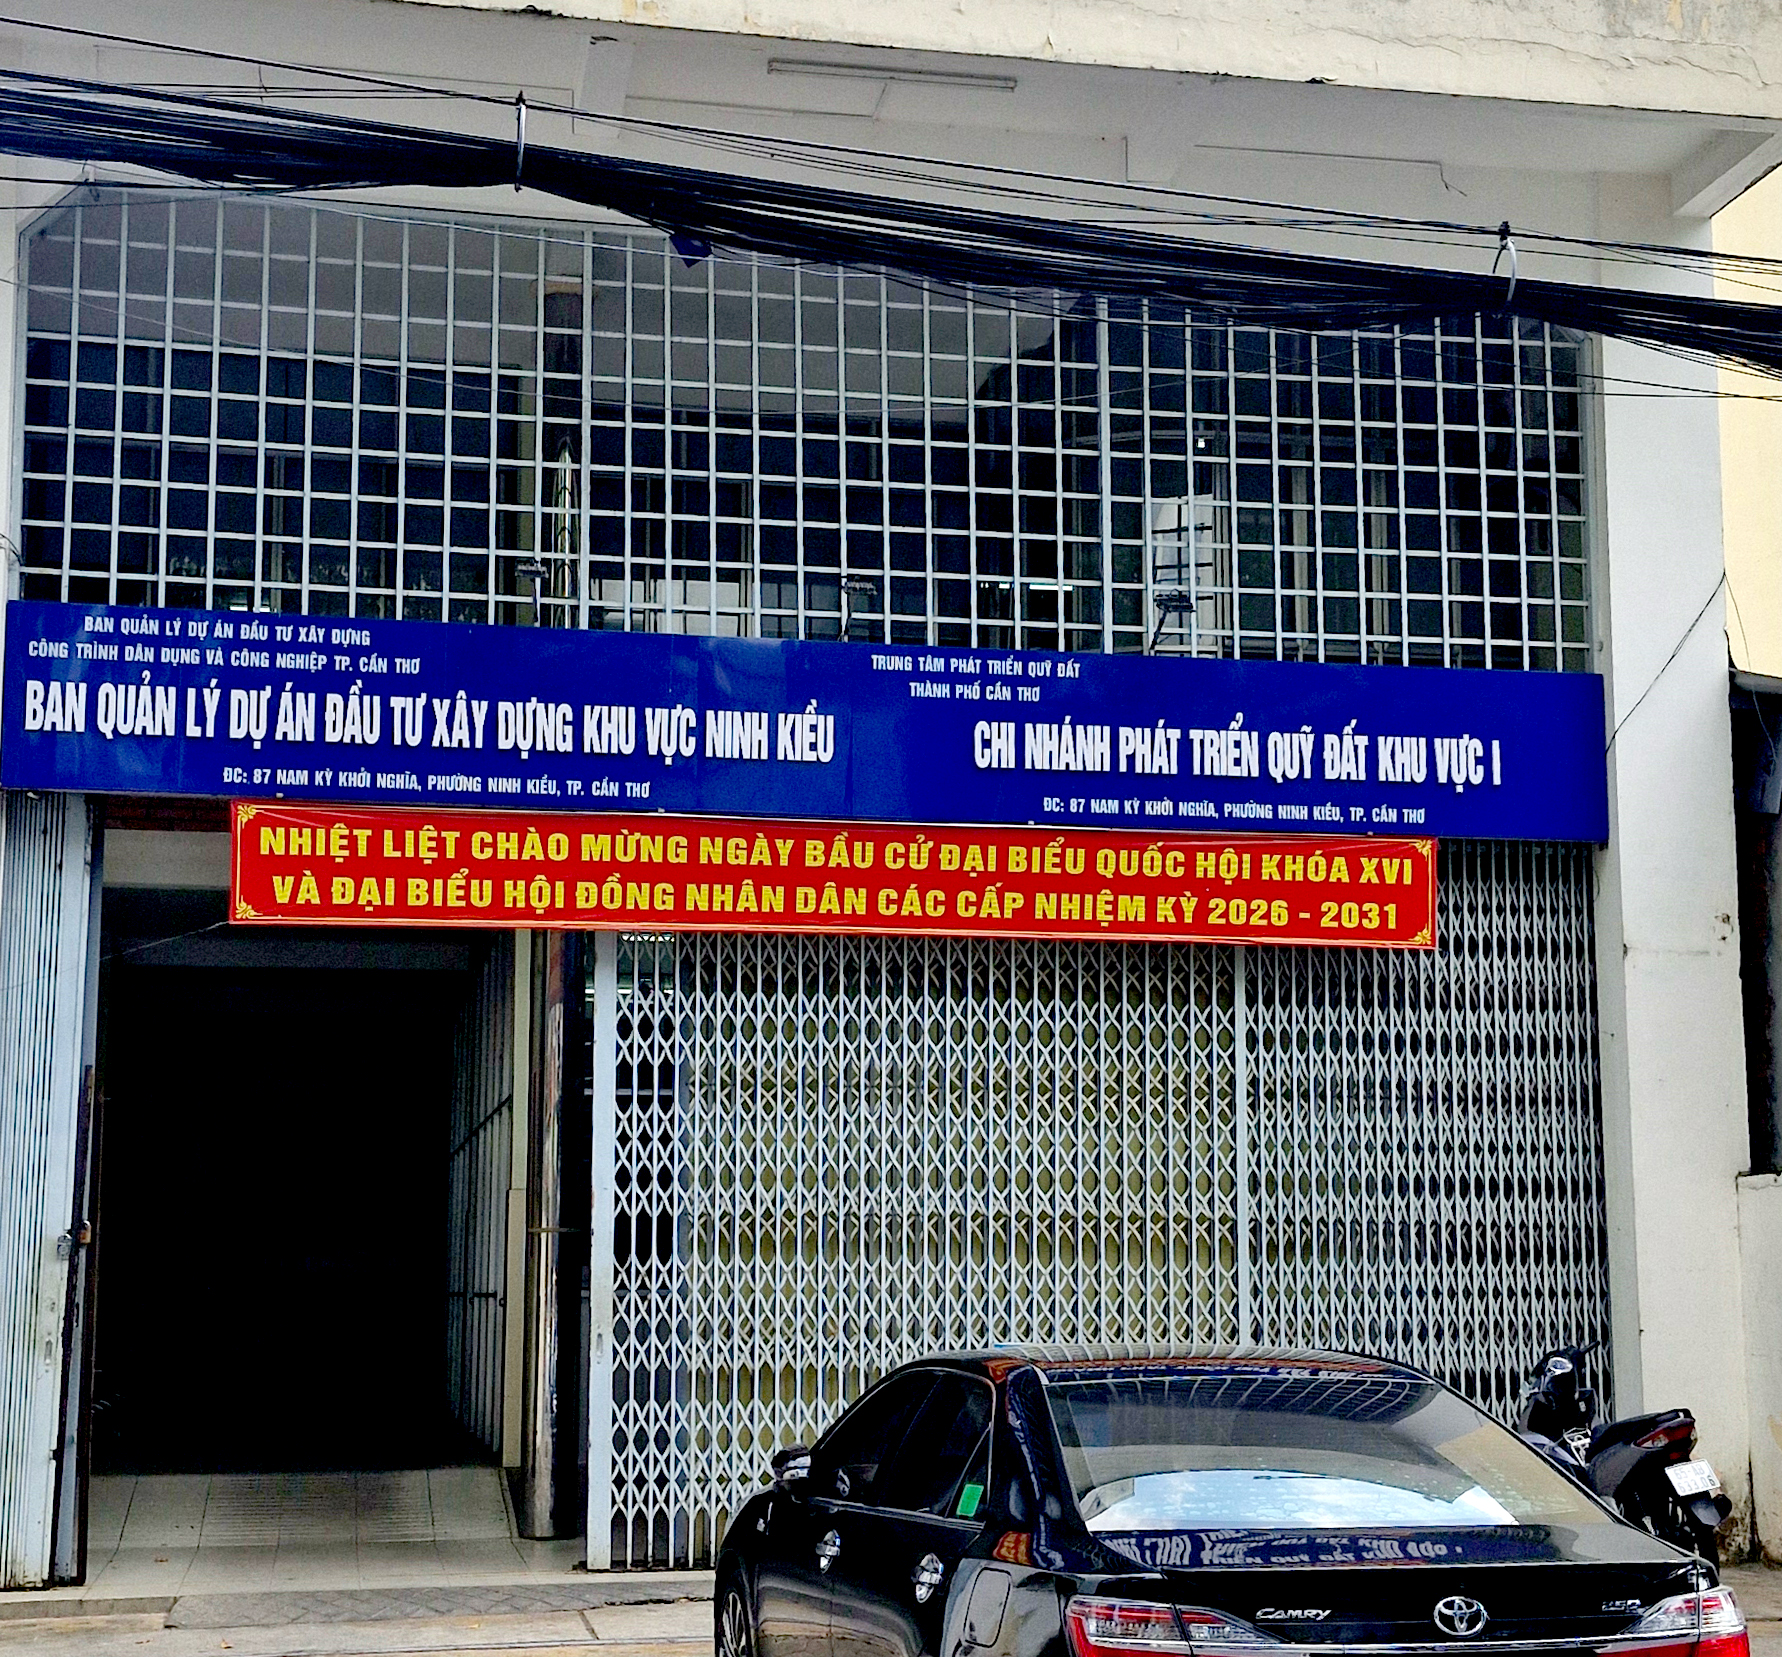 BAN QUẢN LÝ DỰ ÁN ĐẦU TƯ XÂY DỰNG
CÔNG TRÌNH DÂN DỤNG VÀ CÔNG NGHIỆP TP. CẦN THƠ
BAN QUẢN LÝ DỰ ÁN ĐẦU TƯ XÂY DỰNG KHU VỰC NINH KIỀU
ĐC: 87 NAM KỲ KHỞI NGHĨA, PHƯỜNG NINH KIỀU, TP. CẦN THƠ
TRUNG TÂM PHÁT TRIỂN QUỸ ĐẤT
THÀNH PHỐ CẦN THƠ
CHI NHÁNH PHÁT TRIỂN QUỸ ĐẤT KHU VỰC I
ĐC: 87 NAM KỲ KHỞI NGHĨA, PHƯỜNG NINH KIỀU, TP. CẦN THƠ
NHIỆT LIỆT CHÀO MỪNG NGÀY BẦU CỬ ĐẠI BIỂU QUỐC HỘI KHÓA XVI
VÀ ĐẠI BIỂU HỘI ĐỒNG NHÂN DÂN CÁC CẤP NHIỆM KỲ 2026 - 2031
CAMRY